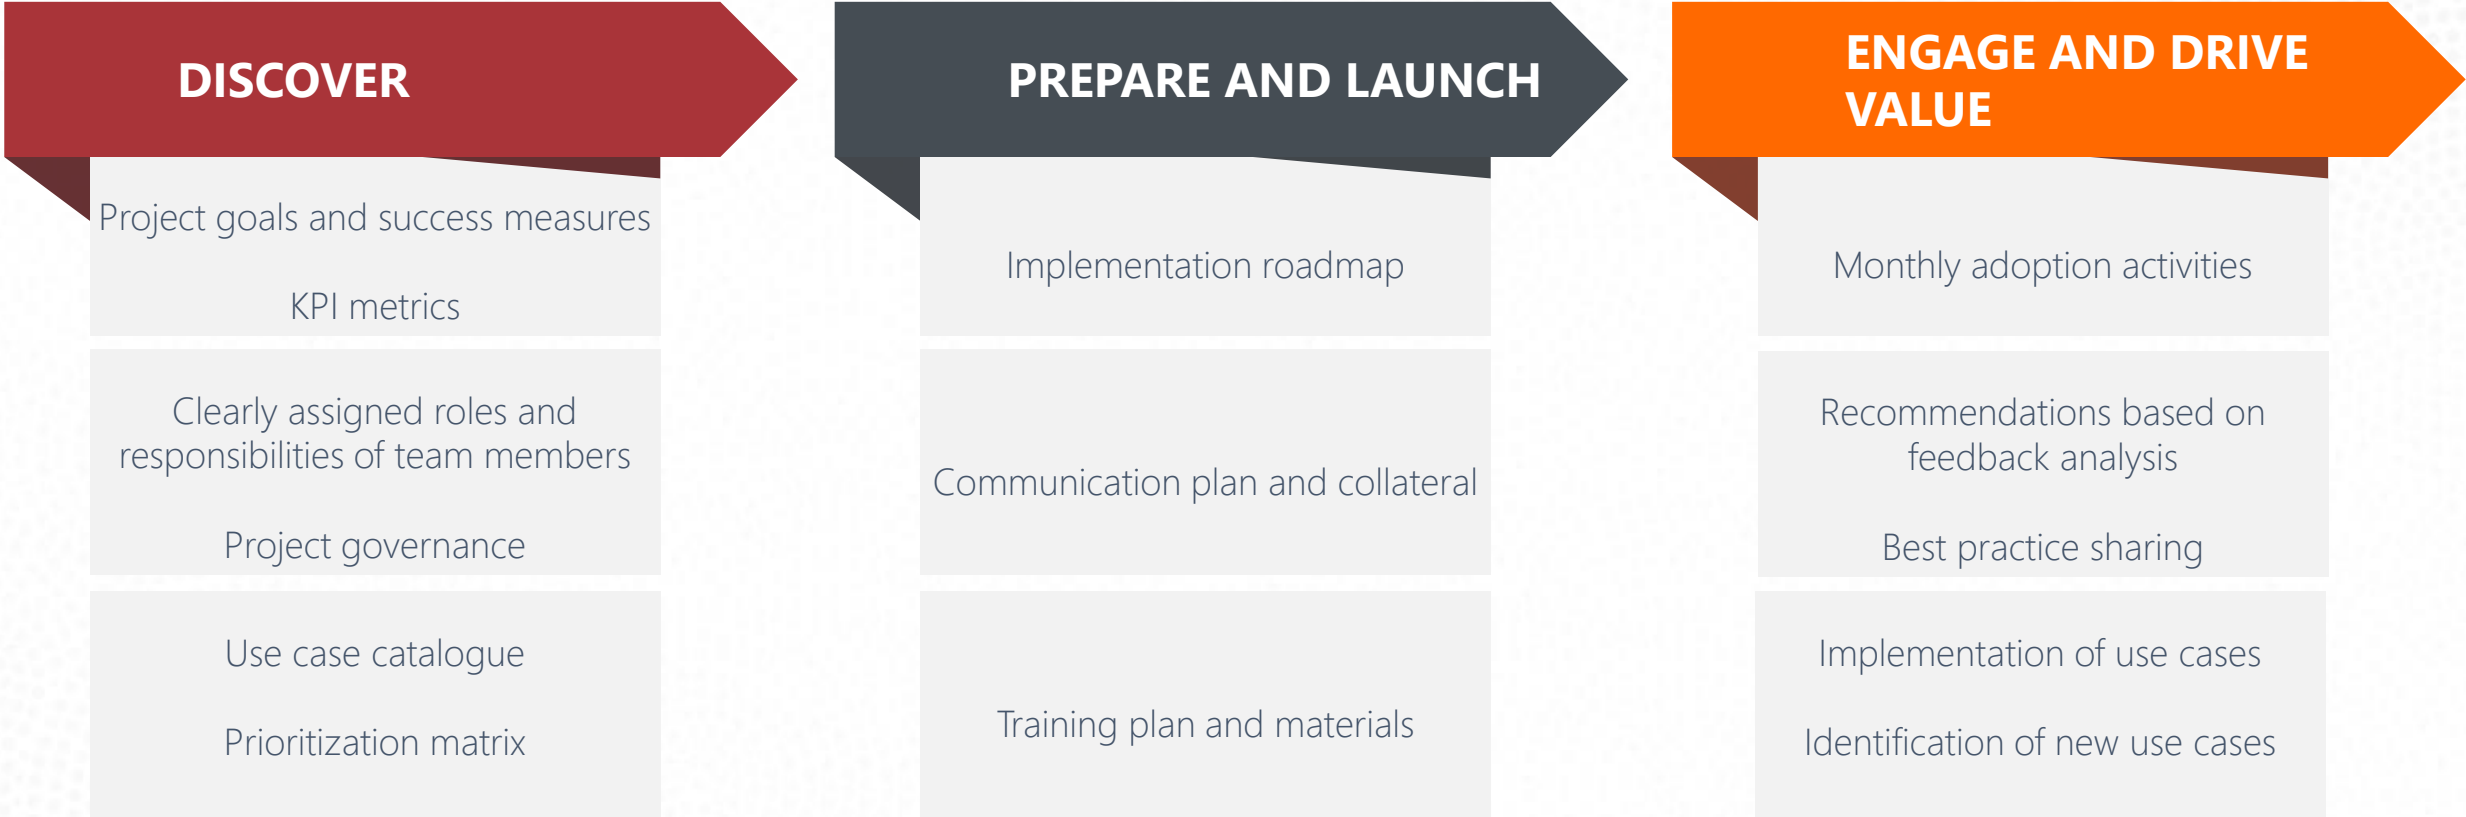 DISCOVER
Project goals and success measures
KPI metrics
Clearly assigned roles and
responsibilities of team members
Project governance
Use case catalogue
Prioritization matrix
PREPARE AND LAUNCH
Implementation roadmap
Communication plan and collateral
Training plan and materials
ENGAGE AND DRIVE
VALUE
Monthly adoption activities
Recommendations based on
feedback analysis
Best practice sharing
Implementation of use cases
Identification of new use cases